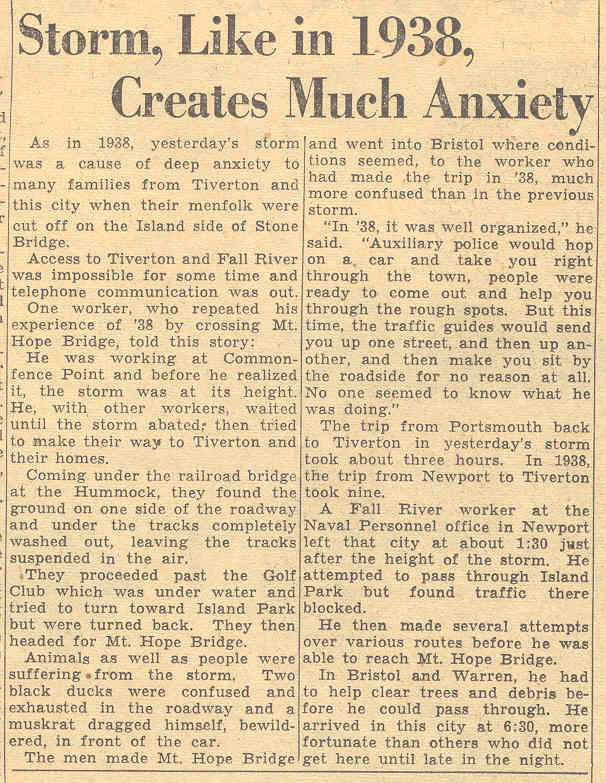 Storm, Like in 1938,
Creates Much Anxiety
As in 1938, yesterday's storm
was a cause of deep anxiety to
many families from Tiverton and
this city when their menfolk were
cut off on the Island side of Stone
Bridge.
Access to Tiverton and Fall River
was impossible for some time and
telephone communication was out.
One worker, who repeated his
experience of '38 by crossing Mt.
Hope Bridge, told this story:
He was working at Common-
fence Point and before he realized
it, the storm was at its height.
He, with other workers, waited
until the storm abated; then tried
to make their way to Tiverton and
their homes.
Coming under the railroad bridge
at the Hummock, they found the
ground on one side of the roadway
and under the tracks completely
washed out, leaving the tracks
suspended in the air.
They proceeded past the Golf
Club which was under water and
tried to turn toward Island Park
but were turned back. They then
headed for Mt. Hope Bridge.
Animals as well as people were
suffering from the storm. Two
black ducks were confused and
exhausted in the roadway and a
muskrat dragged himself, bewild-
ered, in front of the car.
The men made Mt. Hope Bridge
and went into Bristol where condi-
tions seemed, to the worker who
had made the trip in '38, much
more confused than in the previous
storm.
"In '38, it was well organized," he
said. "Auxiliary police would hop
on a car and take you right
through the town, people were
ready to come out and help you
through the rough spots. But this
time, the traffic guides would send
you up one street, and then up an-
other, and then make you sit by
the roadside for no reason at all.
No one seemed to know what he
was doing."
The trip from Portsmouth back
to Tiverton in yesterday's storm
took about three hours. In 1938,
the trip from Newport to Tiverton
took nine.
A Fall River worker at the
Naval Personnel office in Newport
left that city at about 1:30 just
after the height of the storm. He
attempted to pass through Island
Park but found traffic there
blocked.
He then made several attempts
over various routes before he was
able to reach Mt. Hope Bridge.
In Bristol and Warren, he had
to help clear trees and debris be-
fore he could pass through. He
arrived in this city at 6:30, more
fortunate than others who did not
get here until late in the night.